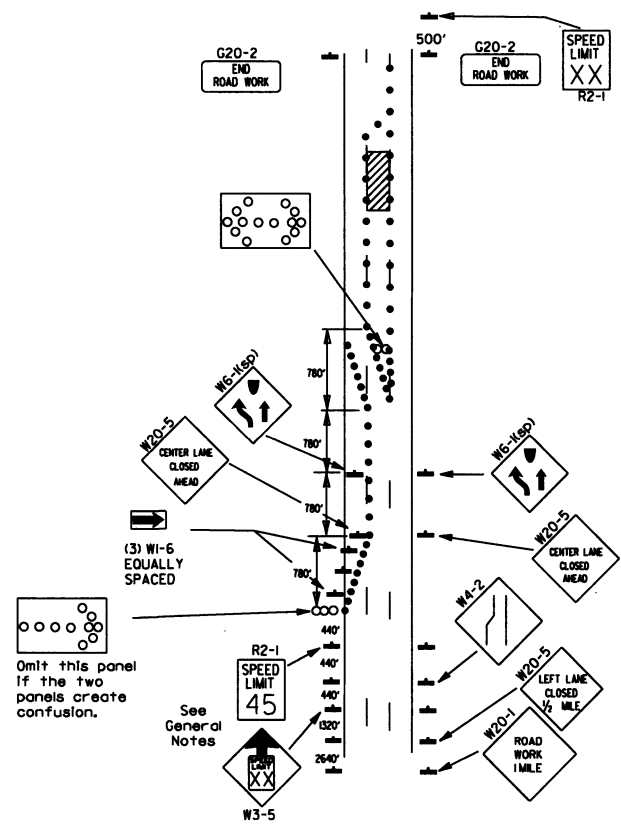 500'
G20-2
END
ROAD WORK
G20-2
END
ROAD WORK
SPEED
LIMIT
XX
R2-1
780'
W6-1(sp)
780'
W20-5
CENTER LANE
CLOSED
AHEAD
W6-1(sp)
780'
(3) W1-6
EQUALLY
SPACED
780'
W20-5
CENTER LANE
CLOSED
AHEAD
W4-2
Omit this panel
if the two
panels create
confusion.
440'
R2-1
SPEED
LIMIT
45
440'
440'
W20-5
LEFT LANE
CLOSED
1/2 MILE
See
General
Notes
1320'
W20-1
ROAD
WORK
1 MILE
2640'
SPEED
LIMIT
XX
W3-5